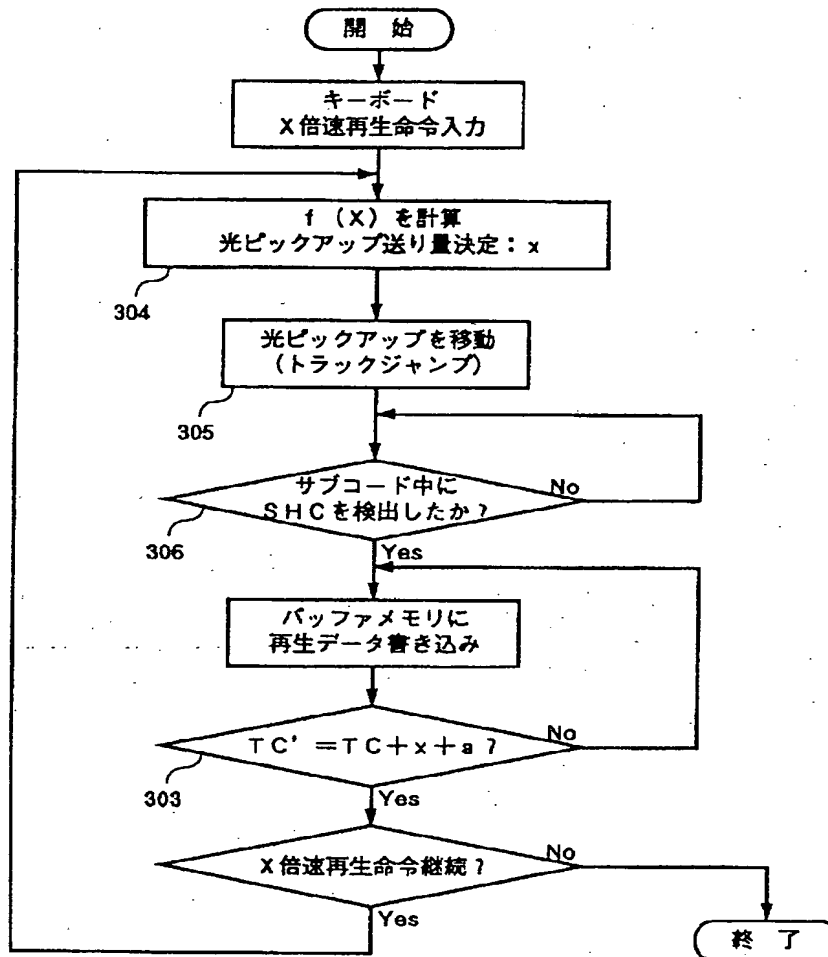 開 始
キーボード
X倍速再生命令入力
f (X) を計算
光ピックアップ送り量決定：x
304
光ピックアップを移動
(トラックジャンプ)
305
サブコード中に
SHCを検出したか？
No
306
Yes
バッファメモリに
再生データ書き込み
TC'＝TC＋x＋a？
No
303
Yes
X倍速再生命令継続？
No
Yes
終 了